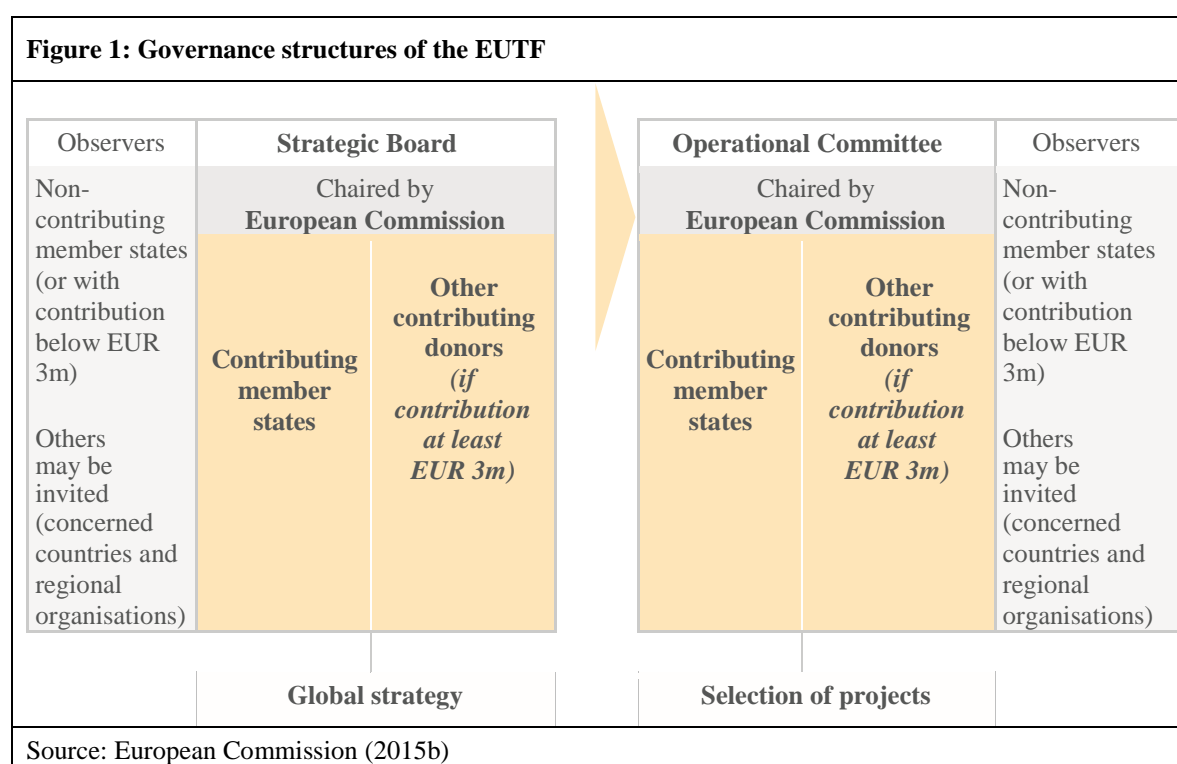 Figure 1: Governance structures of the EUTF
Observers
Non-
contributing
member states
(or with
contribution
below EUR
3m)
Others
may be
invited
(concerned
countries and
regional
organisations)
Strategic Board
Chaired by
European Commission
Contributing
member
states
Other
contributing
donors
(if
contribution
at least
EUR 3m)
Global strategy
Operational Committee
Chaired by
European Commission
Contributing
member
states
Other
contributing
donors
(if
contribution
at least
EUR 3m)
Selection of projects
Observers
Non-
contributing
member states
(or with
contribution
below EUR
3m)
Others
may be
invited
(concerned
countries and
regional
organisations)
Source: European Commission (2015b)